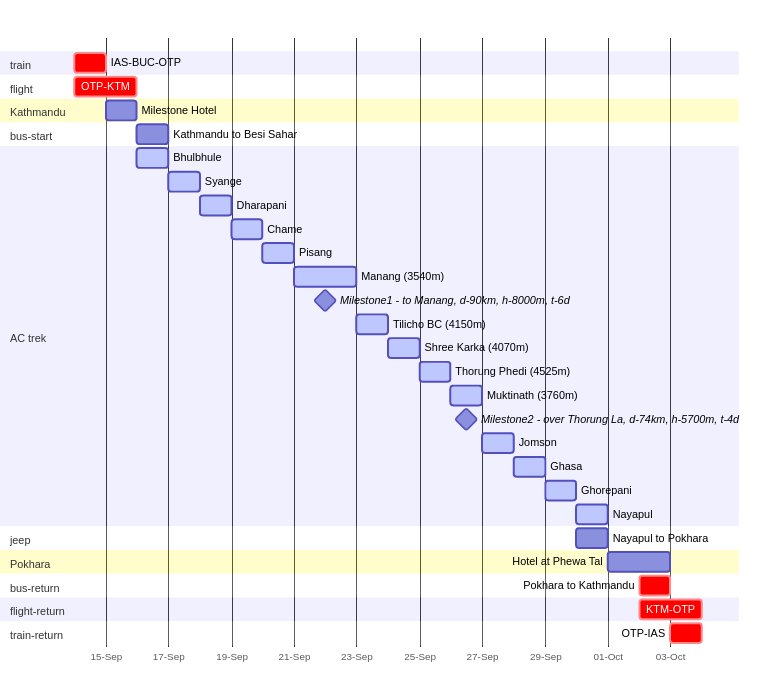 train IAS-BUC-OTP
flight OTP-KTM
Kathmandu Milestone Hotel
bus-start Kathmandu to Besi Sahar
Bhulbhule
Syange
Dharapani
Chame
Pisang
Manang (3540m)
Milestone1 - to Manang, d-90km, h-8000m, t-6d
Tilicho BC (4150m)
AC trek
Shree Karka (4070m)
Thorung Phedi (4525m)
Muktinath (3760m)
Milestone2 - over Thorung La, d-74km, h-5700m, t-4d
Jomson
Ghasa
Ghorepani
Nayapul
jeep Nayapul to Pokhara
Pokhara Hotel at Phewa Tal
bus-return Pokhara to Kathmandu
flight-return KTM-OTP
train-return OTP-IAS
15-Sep 17-Sep 19-Sep 21-Sep 23-Sep 25-Sep 27-Sep 29-Sep 01-Oct 03-Oct